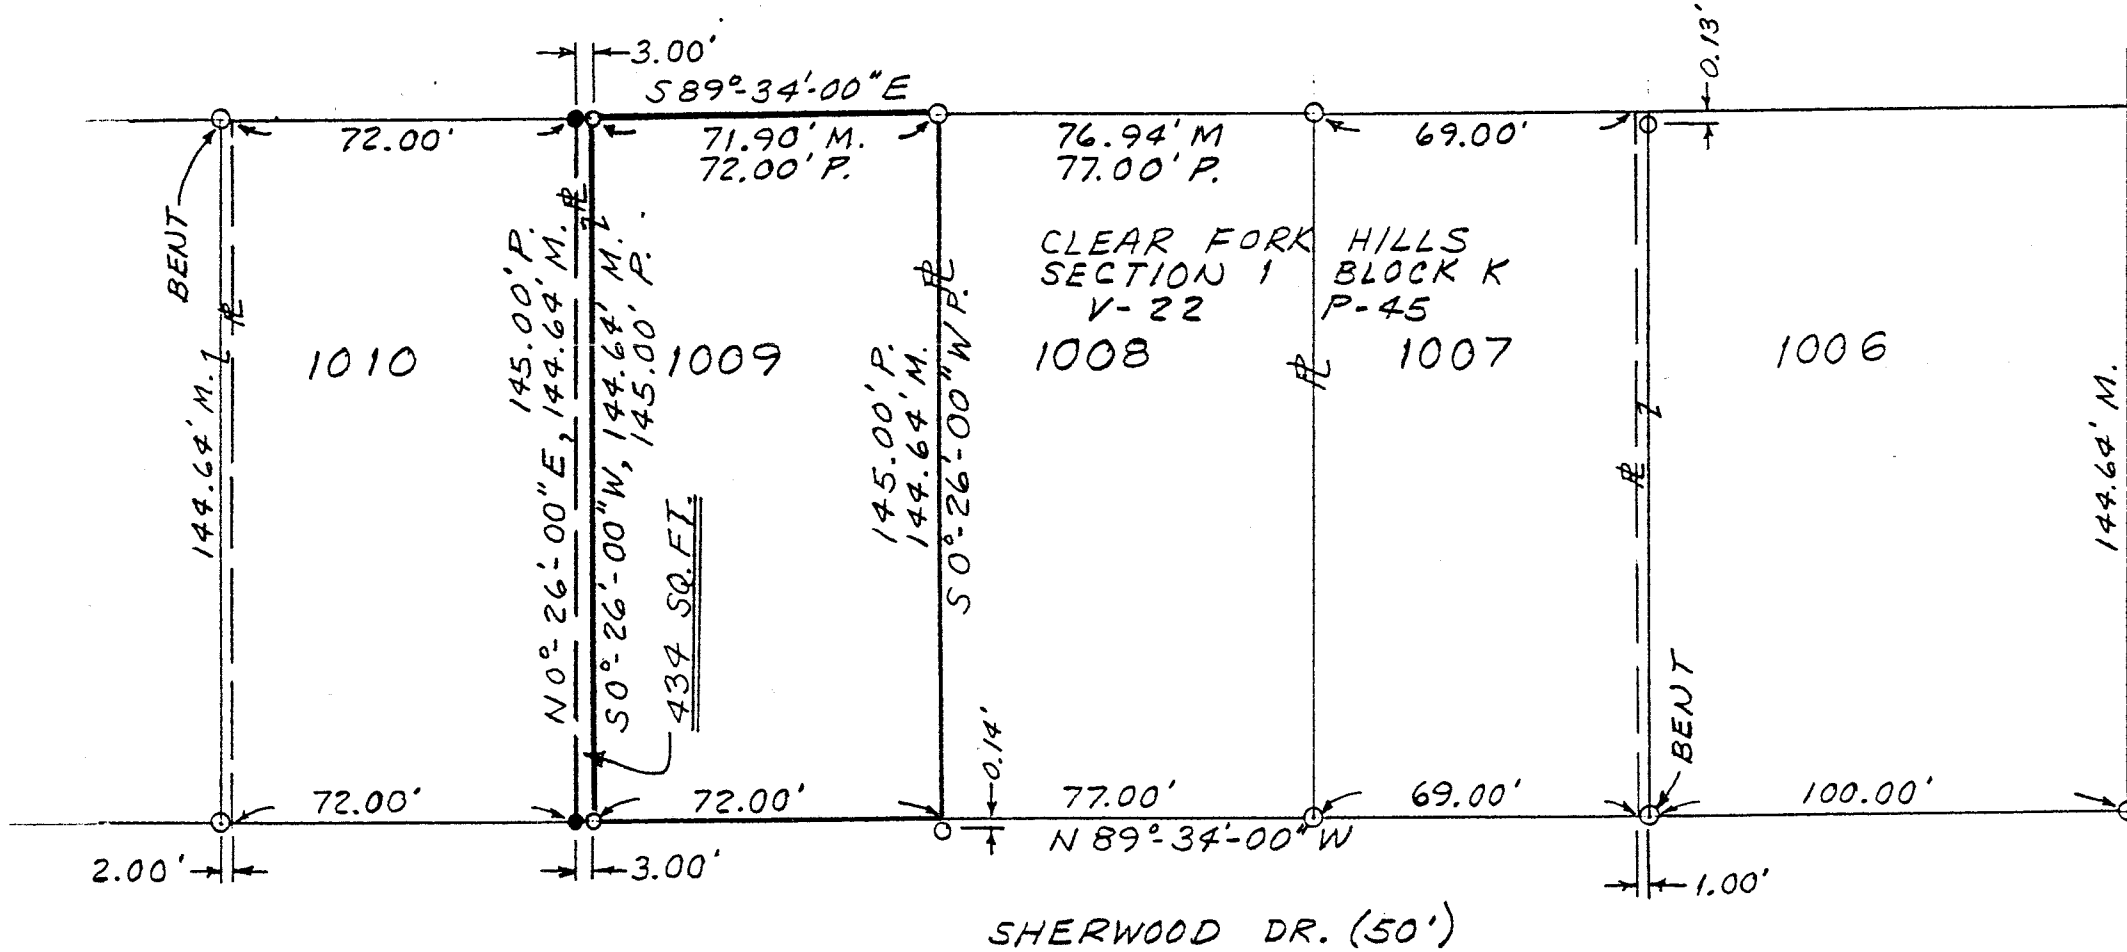 3.00'
S 89°-34'-00" E
0.13'
72.00'
71.90' M.
72.00' P.
76.94' M
77.00' P.
69.00'
BENT
℄
144.64' M.
1010
145.00' P.
N 0°-26'-00" E, 144.64' M.
S 0°-26'-00" W, 144.64' M.
145.00' P.
1009
434 SQ. FT.
145.00' P.
144.64' M.
S 0°-26'-00" W P.
CLEAR FORK HILLS
SECTION 1 BLOCK K
V-22 P-45
1008
1007
1006
144.64' M.
BENT
72.00'
72.00'
0.14'
77.00'
69.00'
100.00'
N 89°-34'-00" W
2.00'
3.00'
1.00'
SHERWOOD DR. (50')